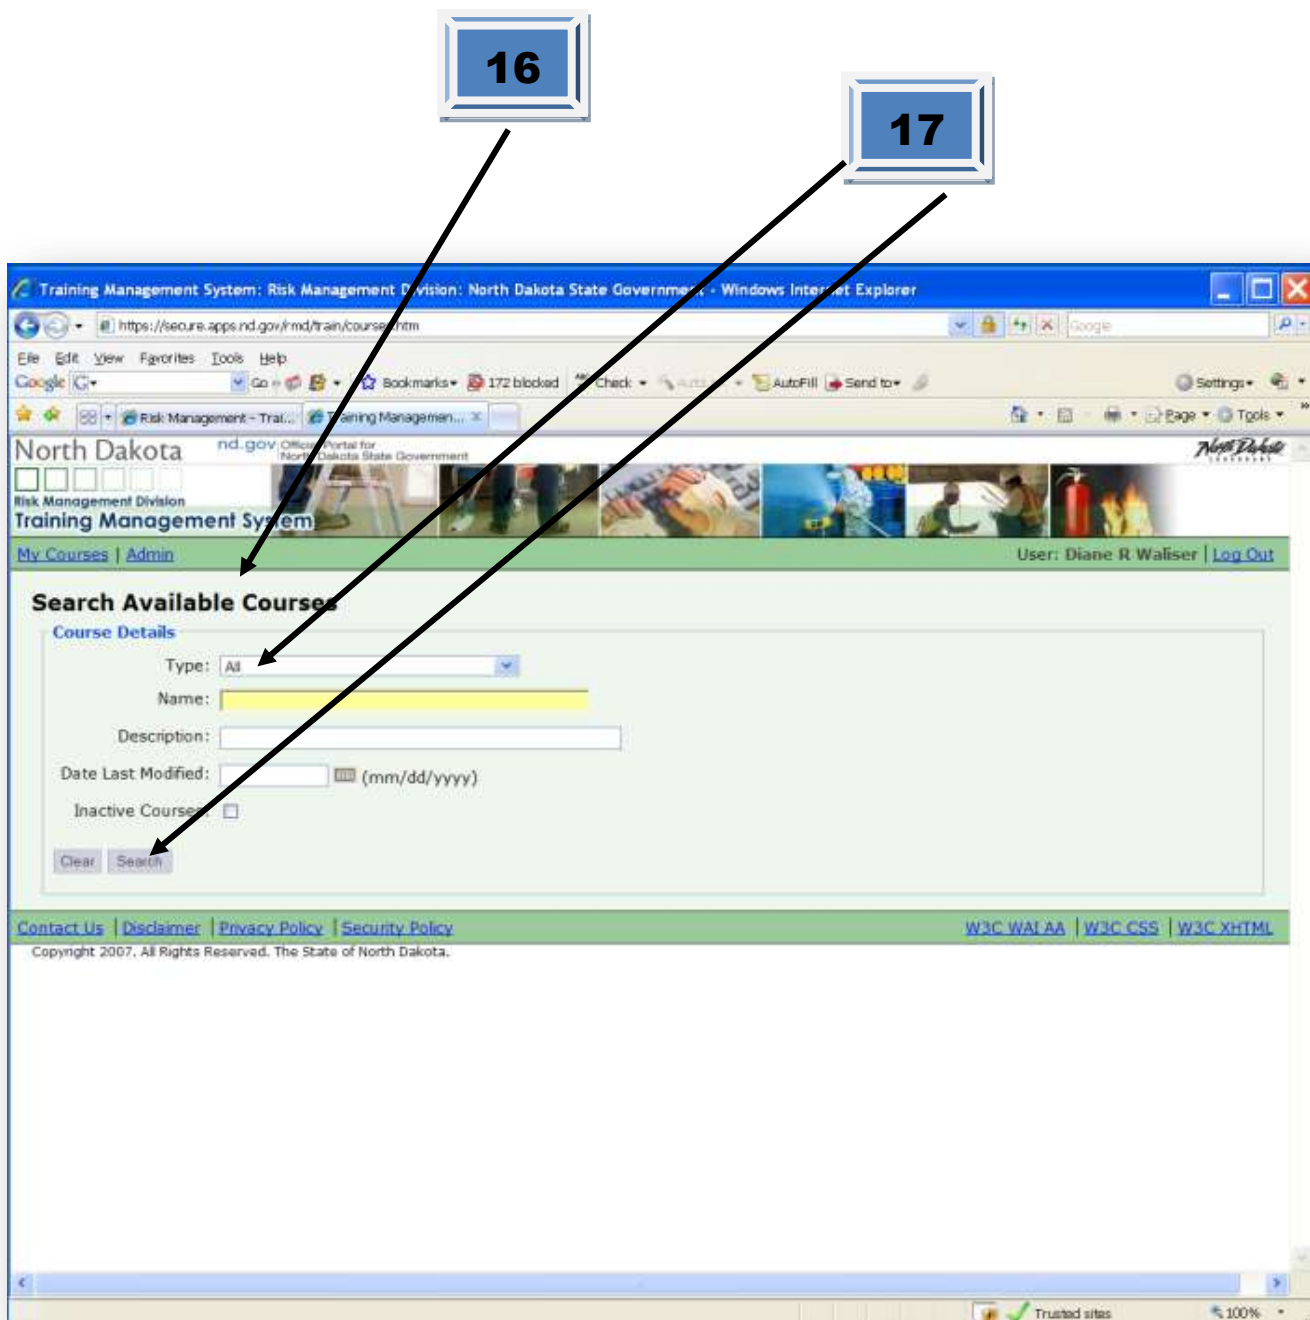 16
17
Training Management System: Risk Management Division: North Dakota State Government - Windows Internet Explorer
https://secure.apps.nd.gov/rmd/train/courses.htm
Google
File Edit View Favorites Tools Help
Google G Go Bookmarks 172 blocked Check AutoFill Send to Settings
Risk Management - Trai... Training Managemen... Page Tools
North Dakota nd.gov Official Portal for
North Dakota State Government
North Dakota
Risk Management Division
Training Management System
My Courses | Admin User: Diane R Waliser | Log Out
Search Available Courses
Course Details
Type: All
Name:
Description:
Date Last Modified: (mm/dd/yyyy)
Inactive Courses:
Clear Search
Contact Us | Disclaimer | Privacy Policy | Security Policy W3C WAI AA | W3C CSS | W3C XHTML
Copyright 2007. All Rights Reserved. The State of North Dakota.
Trusted sites 100%